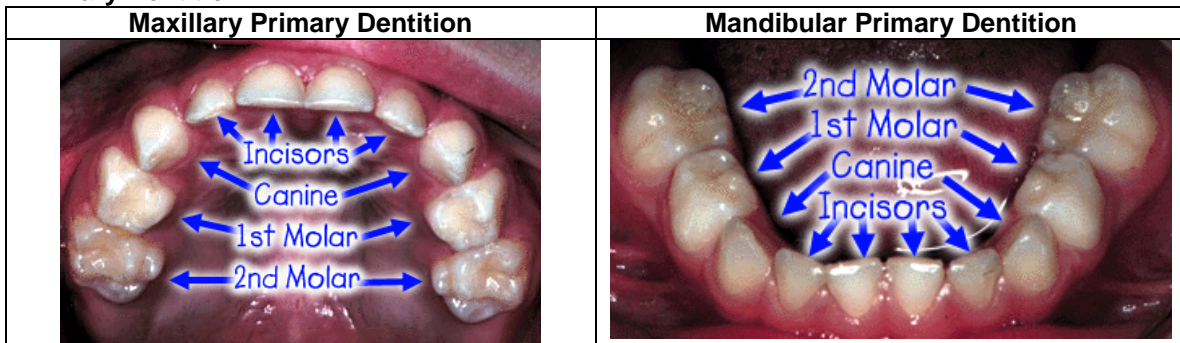 Maxillary Primary Dentition
Mandibular Primary Dentition
Incisors
Canine
1st Molar
2nd Molar
2nd Molar
1st Molar
Canine
Incisors